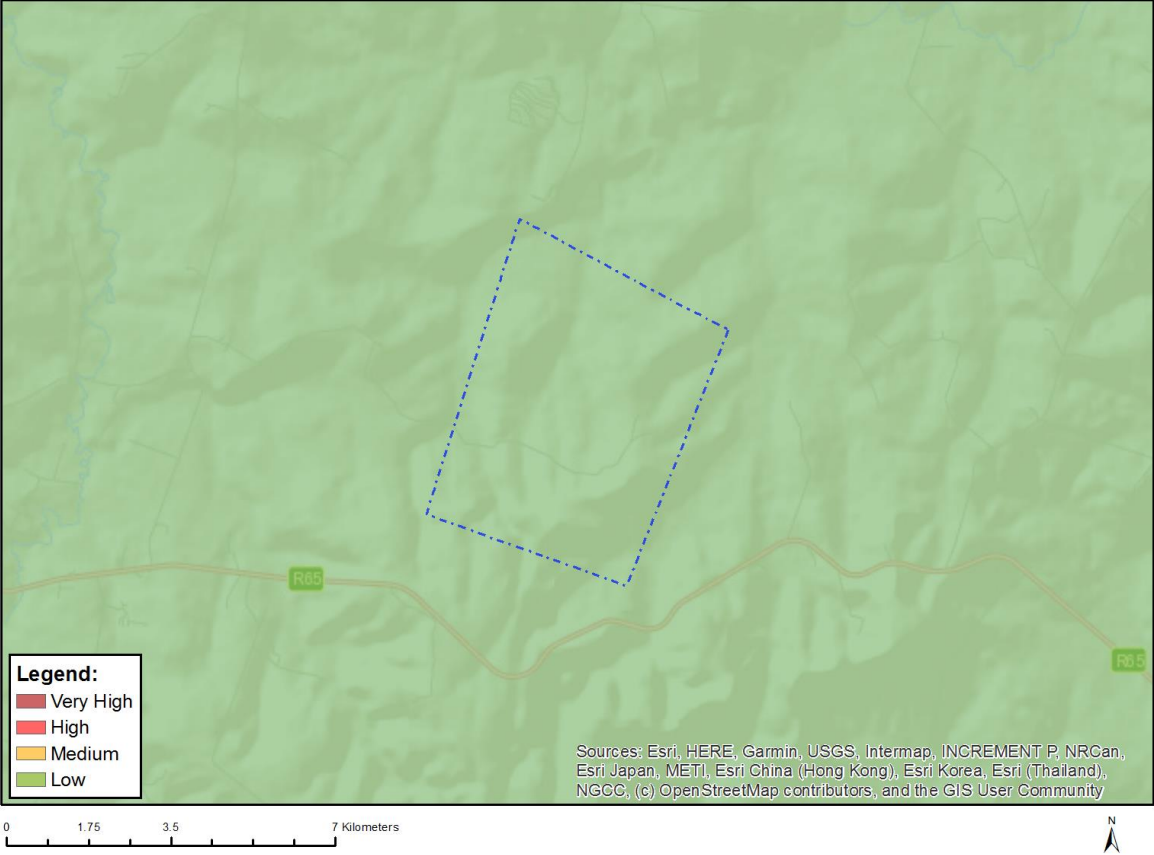 R65
R65
Legend:
Very High
High
Medium
Low
Sources: Esri, HERE, Garmin, USGS, Intermap, INCREMENT P, NRCan,
Esri Japan, METI, Esri China (Hong Kong), Esri Korea, Esri (Thailand),
NGCC, (c) OpenStreetMap contributors, and the GIS User Community
0 1.75 3.5 7 Kilometers
N